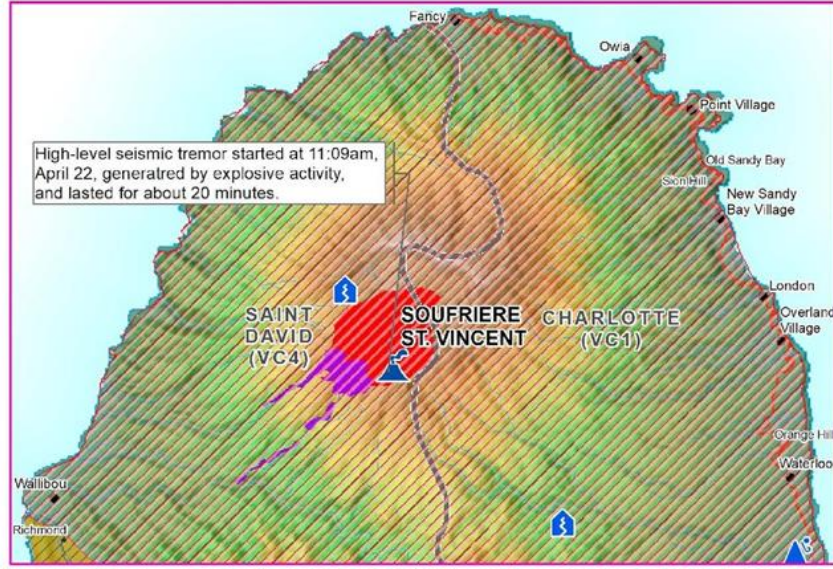 Fancy
Owia
Point Village
High-level seismic tremor started at 11:09am,
April 22, generatred by explosive activity,
and lasted for about 20 minutes.
Old Sandy Bay
Sion Hill
New Sandy
Bay Village
London
Overland
Village
SAINT
DAVID
(VC4)
SOUFRIERE
ST. VINCENT
CHARLOTTE
(VC1)
Orange Hill
Waterloo
Wallibou
Richmond